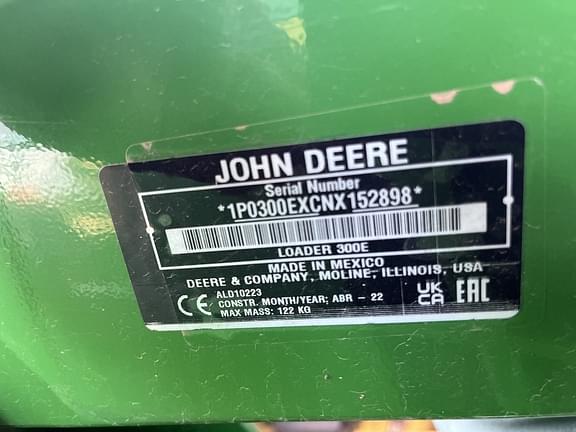 JOHN DEERE
Serial Number
*1P0300EXCNX152898*
LOADER 300E
MADE IN MEXICO
DEERE & COMPANY, MOLINE, ILLINOIS, USA
ALO10223
CONSTR. MONTH/YEAR; ABR - 22
MAX MASS: 122 KG
CE UK CA EAC